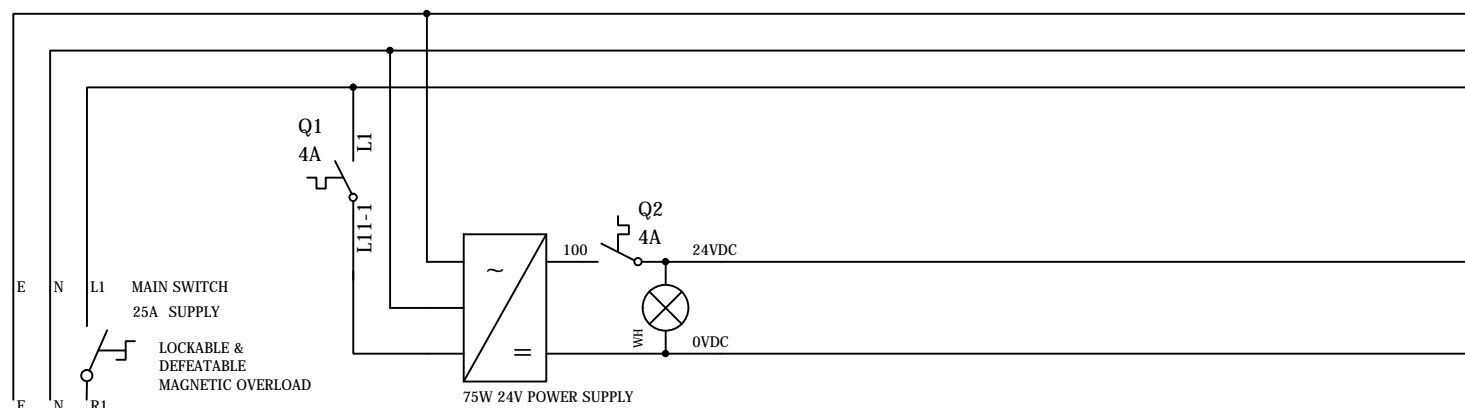 Q1
4A
L1
L11-1
Q2
4A
100
24VDC
~
=
WH
0VDC
E
N
L1
MAIN SWITCH
25A SUPPLY
LOCKABLE &
DEFEATABLE
MAGNETIC OVERLOAD
75W 24V POWER SUPPLY
E
N
R1